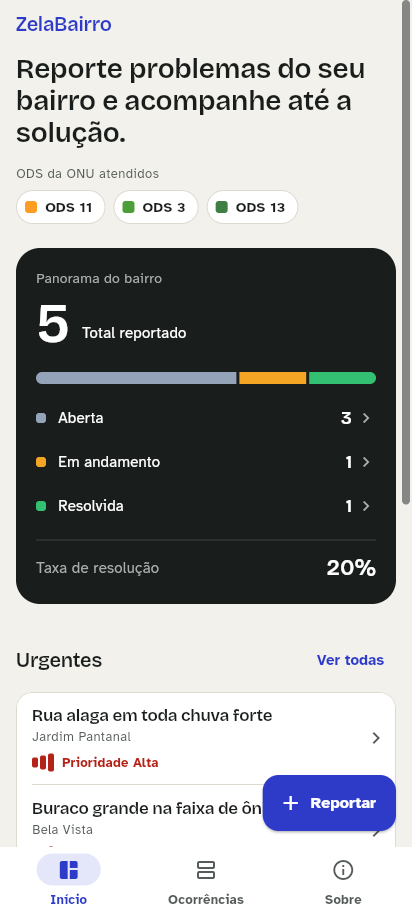 ZelaBairro
Reporte problemas do seu
bairro e acompanhe até a
solução.
ODS da ONU atendidos
ODS 11
ODS 3
ODS 13
Panorama do bairro
5 Total reportado
Aberta 3
Em andamento 1
Resolvida 1
Taxa de resolução 20%
Urgentes Ver todas
Rua alaga em toda chuva forte
Jardim Pantanal
Prioridade Alta
Buraco grande na faixa de
Bela Vista
Reportar
Início
Ocorrências
Sobre